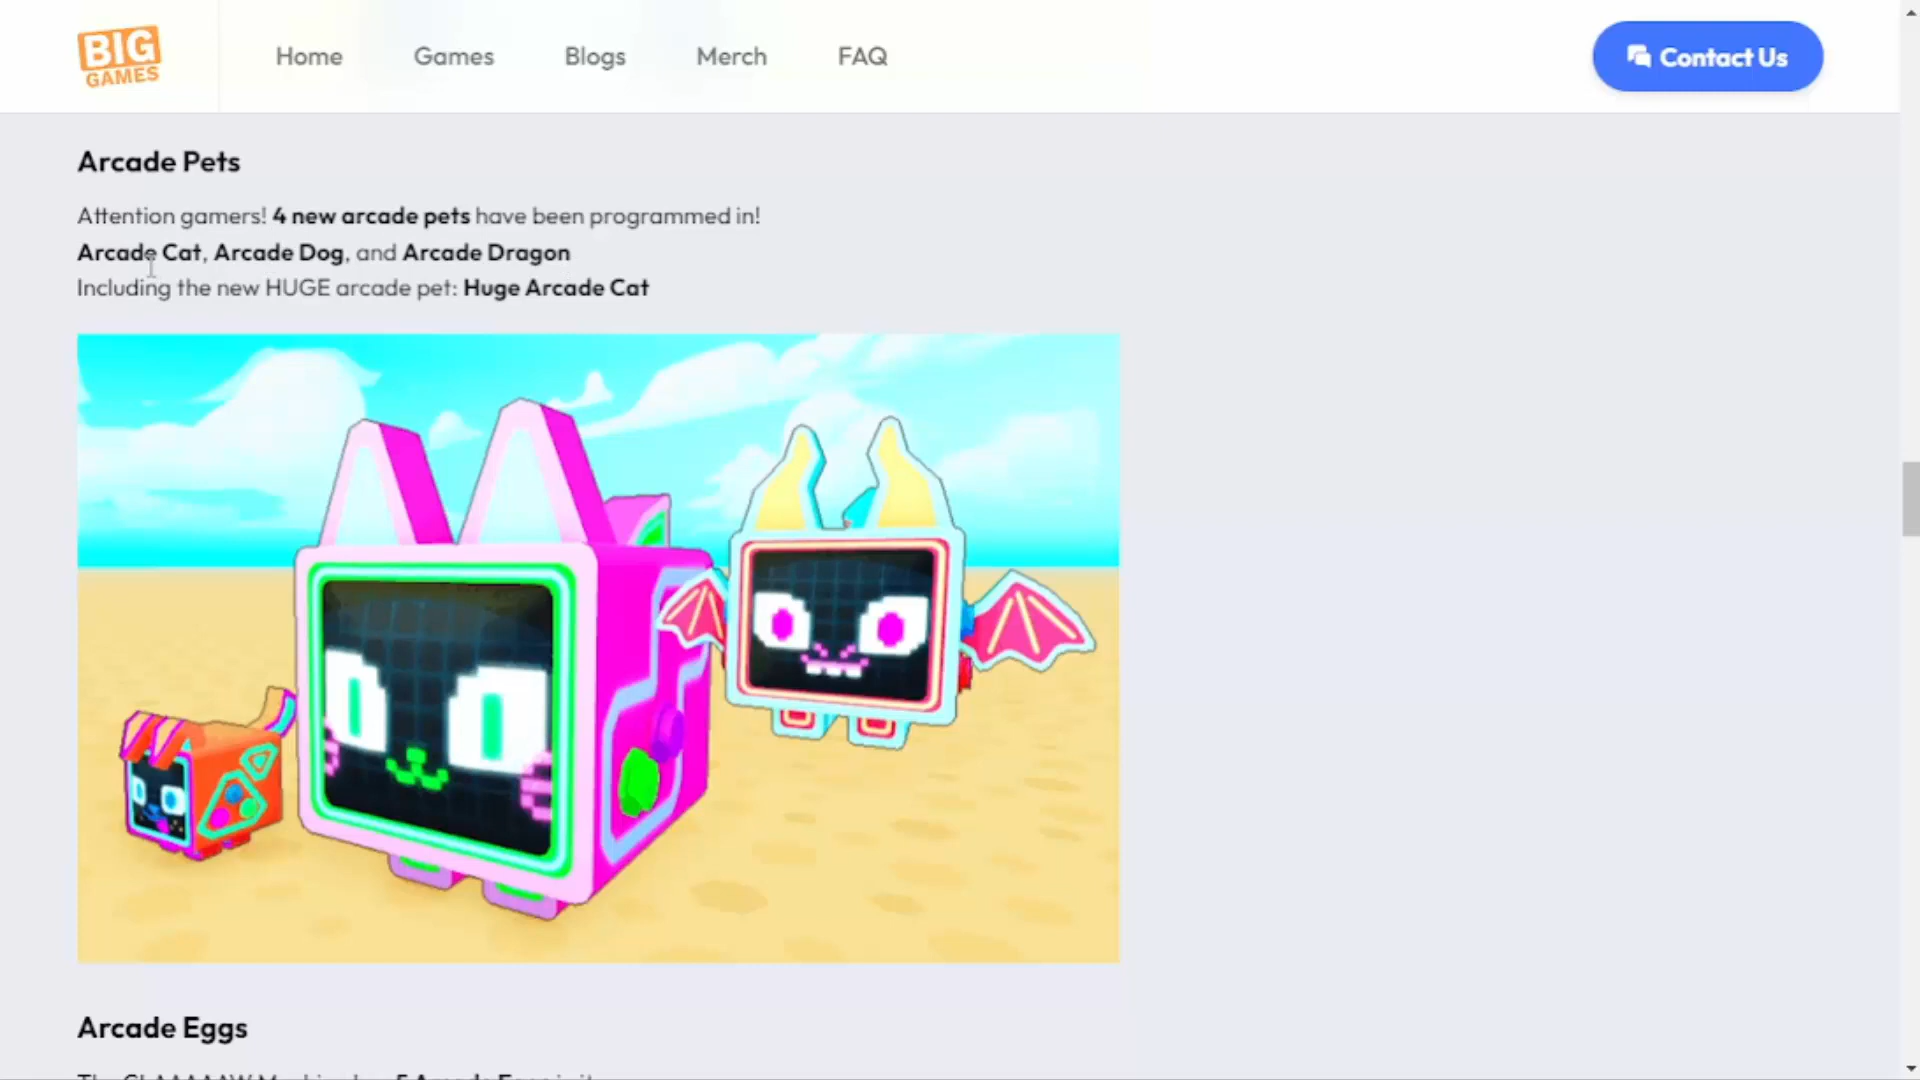 BIG
GAMES
Home Games Blogs Merch FAQ
Contact Us
Arcade Pets
Attention gamers! 4 new arcade pets have been programmed in!
Arcade Cat, Arcade Dog, and Arcade Dragon
Including the new HUGE arcade pet: Huge Arcade Cat
Arcade Eggs